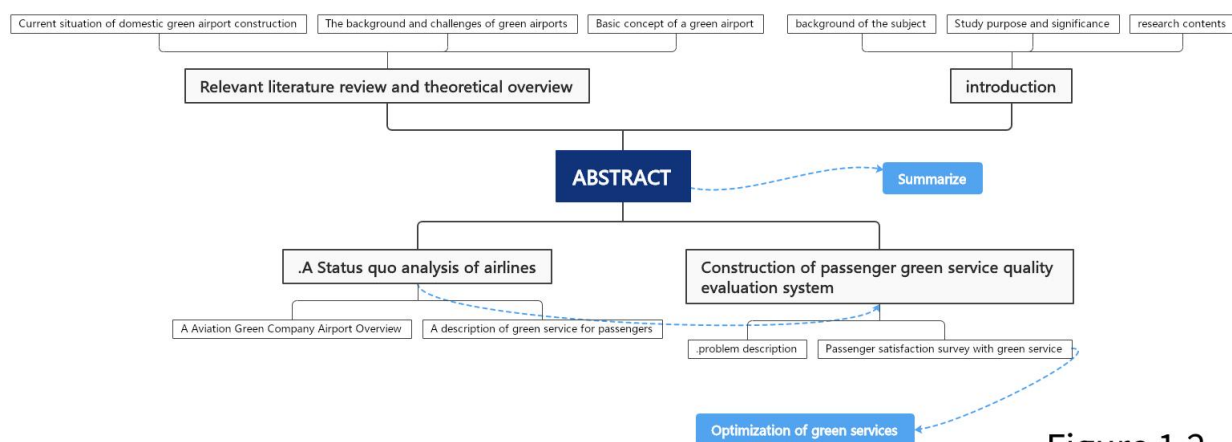 Current situation of domestic green airport construction
The background and challenges of green airports
Basic concept of a green airport
background of the subject
Study purpose and significance
research contents
Relevant literature review and theoretical overview
introduction
ABSTRACT
Summarize
.A Status quo analysis of airlines
Construction of passenger green service quality
evaluation system
A Aviation Green Company Airport Overview
A description of green service for passengers
.problem description
Passenger satisfaction survey with green service
Optimization of green services